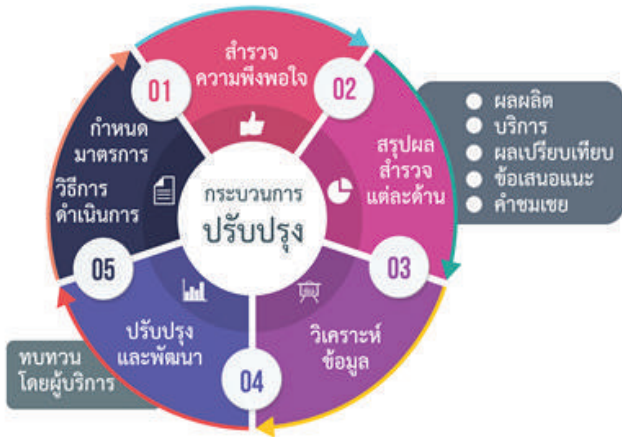 กระบวนการ
ปรับปรุง
01
สำรวจ
ความพึงพอใจ
02
สรุปผล
สำรวจ
แต่ละด้าน
ผลผลิต
บริการ
ผลเปรียบเทียบ
ข้อเสนอแนะ
คำชมเชย
03
วิเคราะห์
ข้อมูล
04
ปรับปรุง
และพัฒนา
ทบทวน
โดยผู้บริการ
05
กำหนด
มาตรการ
วิธีการ
ดำเนินการ